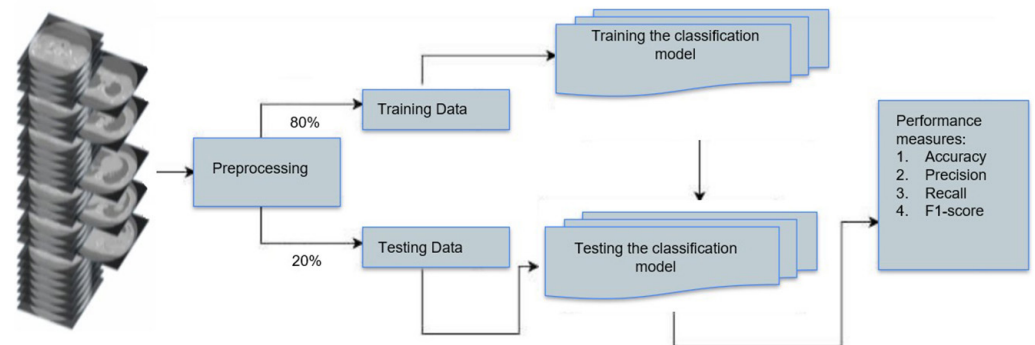 Training the classification
model
Training Data
80%
Preprocessing
Testing Data
20%
Testing the classification
model
Performance
measures:
1. Accuracy
2. Precision
3. Recall
4. F1-score